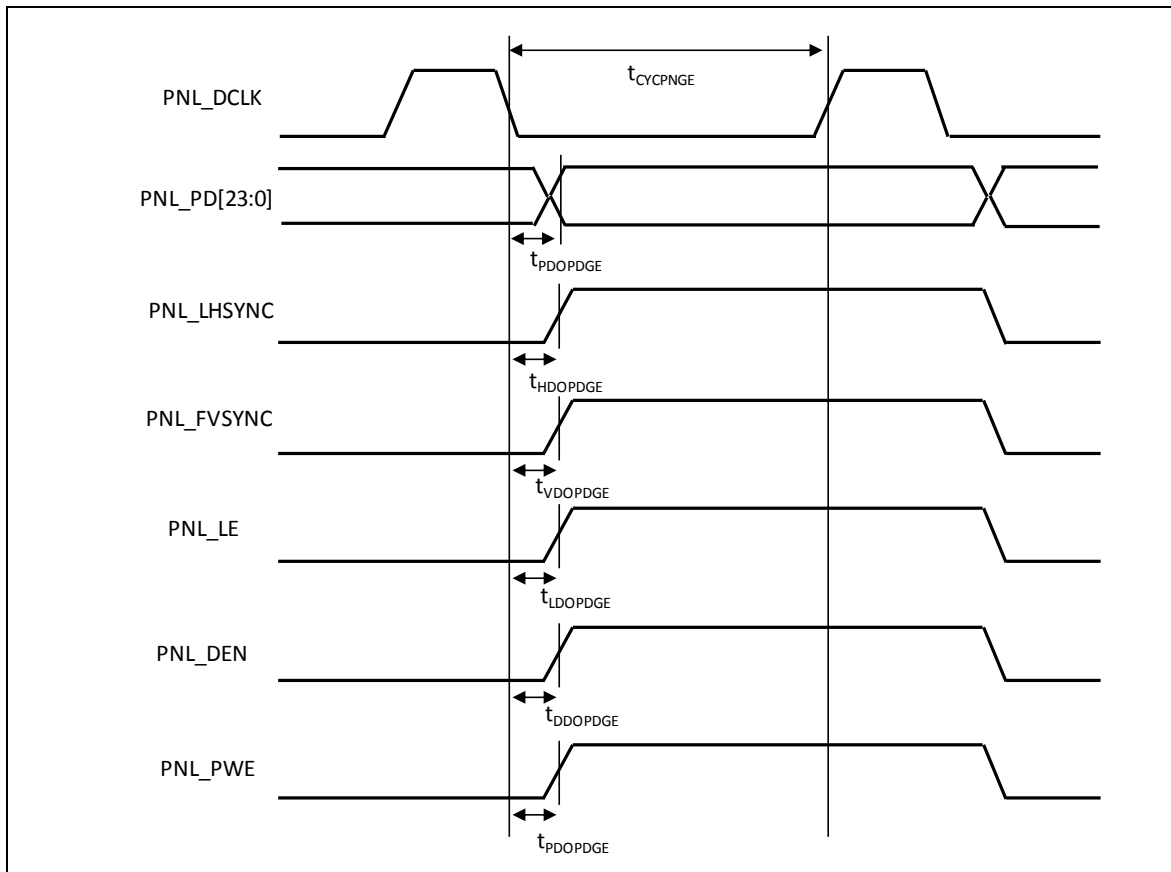 t_CYCPNGE
PNL_DCLK
PNL_PD[23:0]
t_PDOPDGE
PNL_LHSYNC
t_HDOPDGE
PNL_FVSYNC
t_VDOPDGE
PNL_LE
t_LDOPDGE
PNL_DEN
t_DDOPDGE
PNL_PWE
t_PDOPDGE